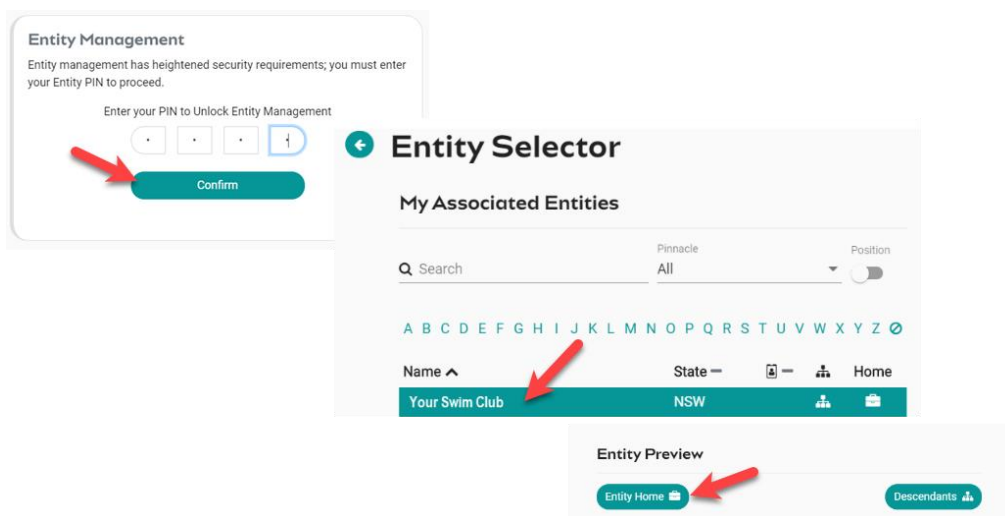 Entity Management
Entity management has heightened security requirements; you must enter
your Entity PIN to proceed.
Enter your PIN to Unlock Entity Management
Confirm
Entity Selector
My Associated Entities
Search
Pinnacle
All
Position
A B C D E F G H I J K L M N O P Q R S T U V W X Y Z
Name State Home
Your Swim Club NSW
Entity Preview
Entity Home Descendants